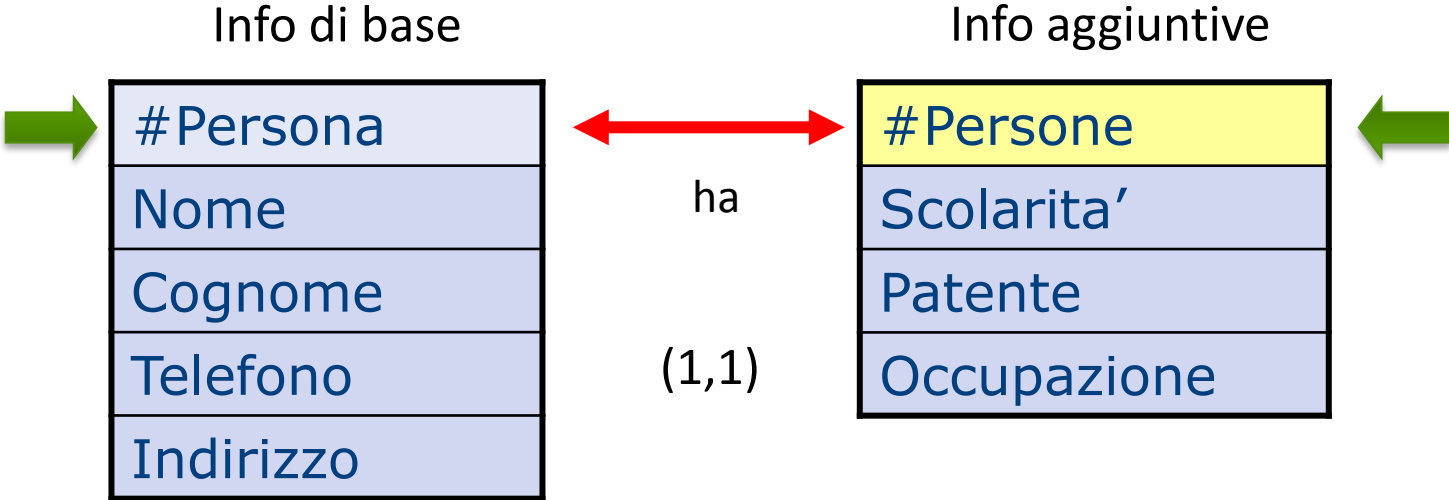 Info di base
#Persona
Nome
Cognome
Telefono
Indirizzo
ha
(1,1)
Info aggiuntive
#Persone
Scolarita’
Patente
Occupazione